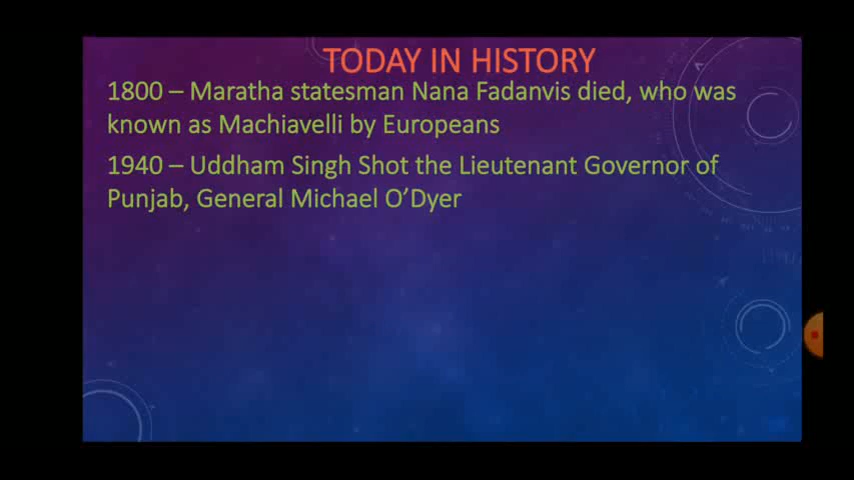 TODAY IN HISTORY
1800 – Maratha statesman Nana Fadanvis died, who was
known as Machiavelli by Europeans
1940 – Uddham Singh Shot the Lieutenant Governor of
Punjab, General Michael O’Dyer